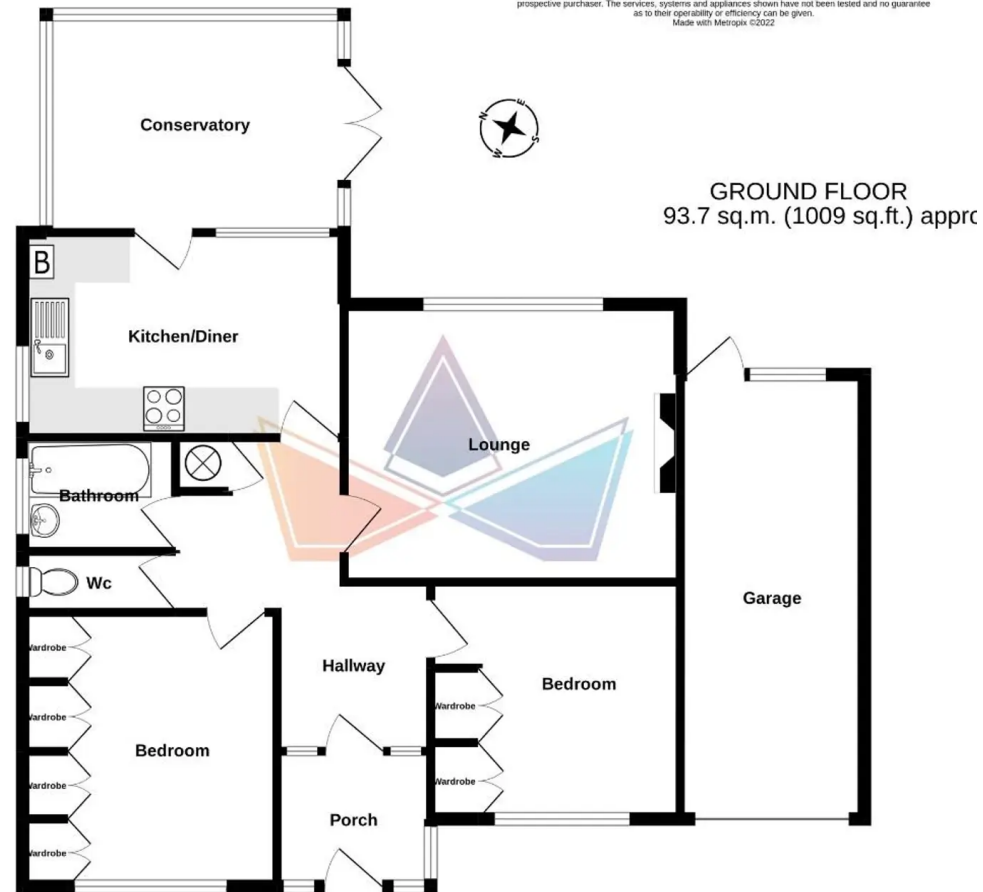 prospective purchaser. The services, systems and appliances shown have not been tested and no guarantee
as to their operability or efficiency can be given.
Made with Metropix ©2022
Conservatory
N
E
S
W
GROUND FLOOR
93.7 sq.m. (1009 sq.ft.) appro
B
Kitchen/Diner
Lounge
Bathroom
Wc
Garage
Wardrobe
Hallway
Bedroom
Wardrobe
Wardrobe
Bedroom
Wardrobe
Wardrobe
Porch
Wardrobe